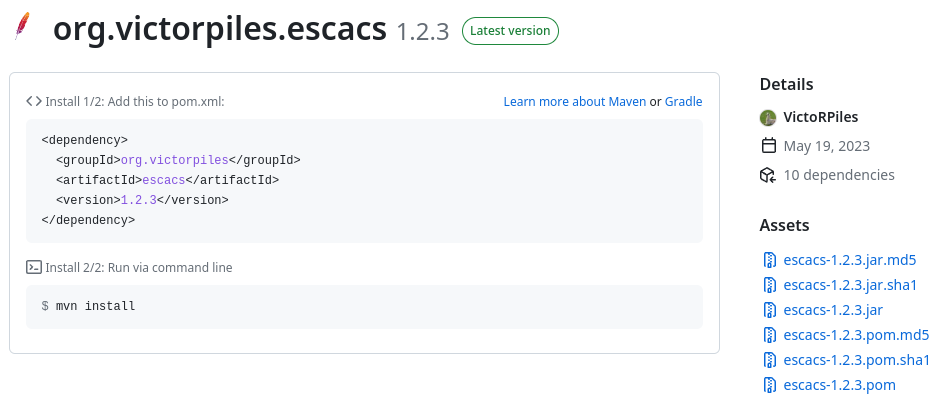 org.victorpiles.escacs 1.2.3 Latest version
Install 1/2: Add this to pom.xml:
Learn more about Maven or Gradle
<dependency>
  <groupId>org.victorpiles</groupId>
  <artifactId>escacs</artifactId>
  <version>1.2.3</version>
</dependency>
Install 2/2: Run via command line
$ mvn install
Details
VictoRPiles
May 19, 2023
10 dependencies
Assets
escacs-1.2.3.jar.md5
escacs-1.2.3.jar.sha1
escacs-1.2.3.jar
escacs-1.2.3.pom.md5
escacs-1.2.3.pom.sha1
escacs-1.2.3.pom